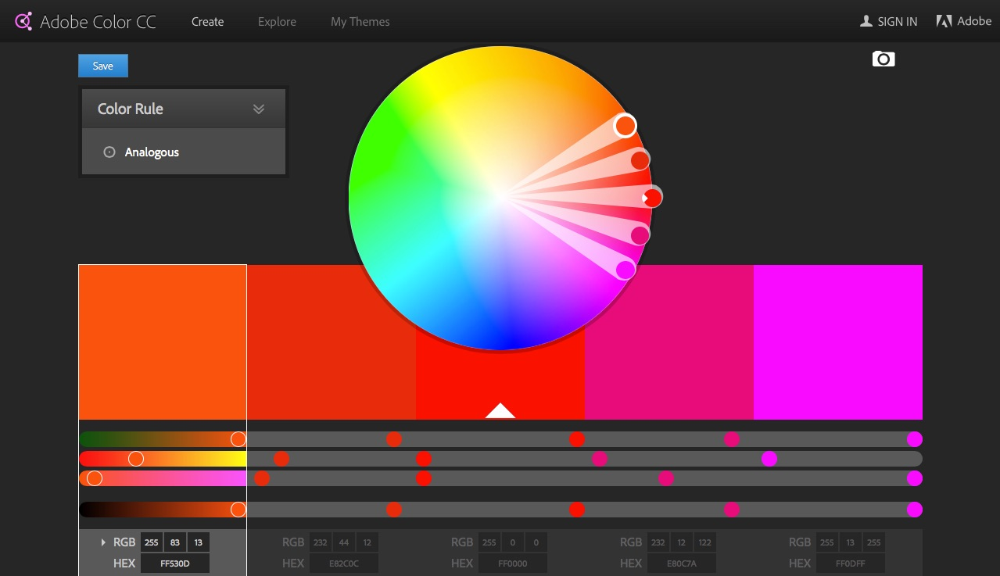 Adobe Color CC Create Explore My Themes SIGN IN Adobe
Save
Color Rule
Analogous
RGB 255 83 13 RGB 232 44 12 RGB 255 0 0 RGB 232 12 122 RGB 255 13 255
HEX FF530D HEX E82C0C HEX FF0000 HEX E80C7A HEX FF0DFF